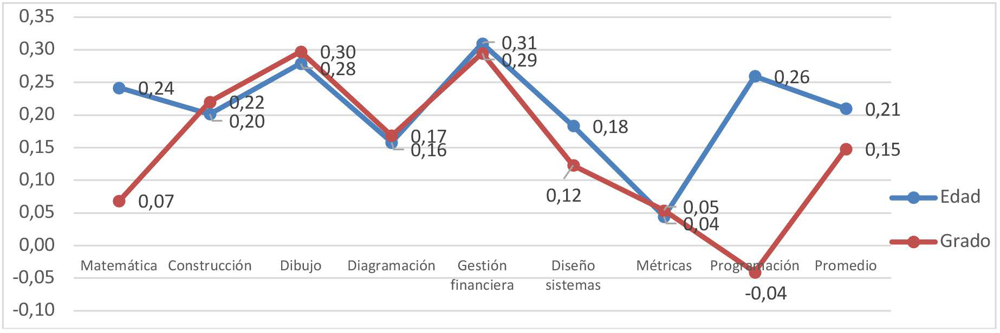 0,35
0,30
0,25
0,20
0,15
0,10
0,05
0,00
-0,05
-0,10
0,24
0,07
0,22
0,20
0,30
0,28
0,17
0,16
0,31
0,29
0,18
0,12
0,05
0,04
0,26
-0,04
0,21
0,15
Matemática
Construcción
Dibujo
Diagramación
Gestión
financiera
Diseño
sistemas
Métricas
Programación
Promedio
Edad
Grado